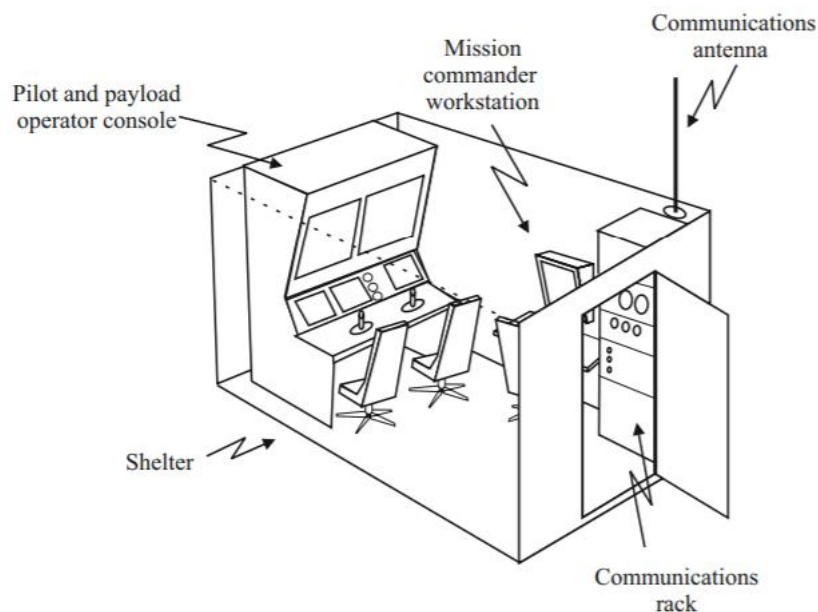 Communications
antenna
Mission
commander
workstation
Pilot and payload
operator console
Shelter
Communications
rack